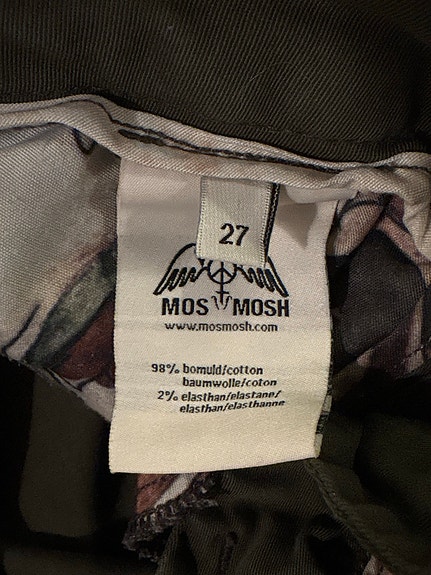 27
MOS MOSH
www.mosmosh.com
98% bomuld/cotton
baumwolle/coton
2% elasthan/elastane/
elasthan/elasthanne